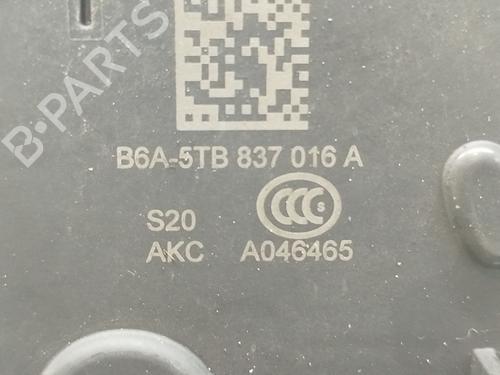 B-PARTS
B6A-5TB 837 016 A
CCC S
S20
AKC A046465